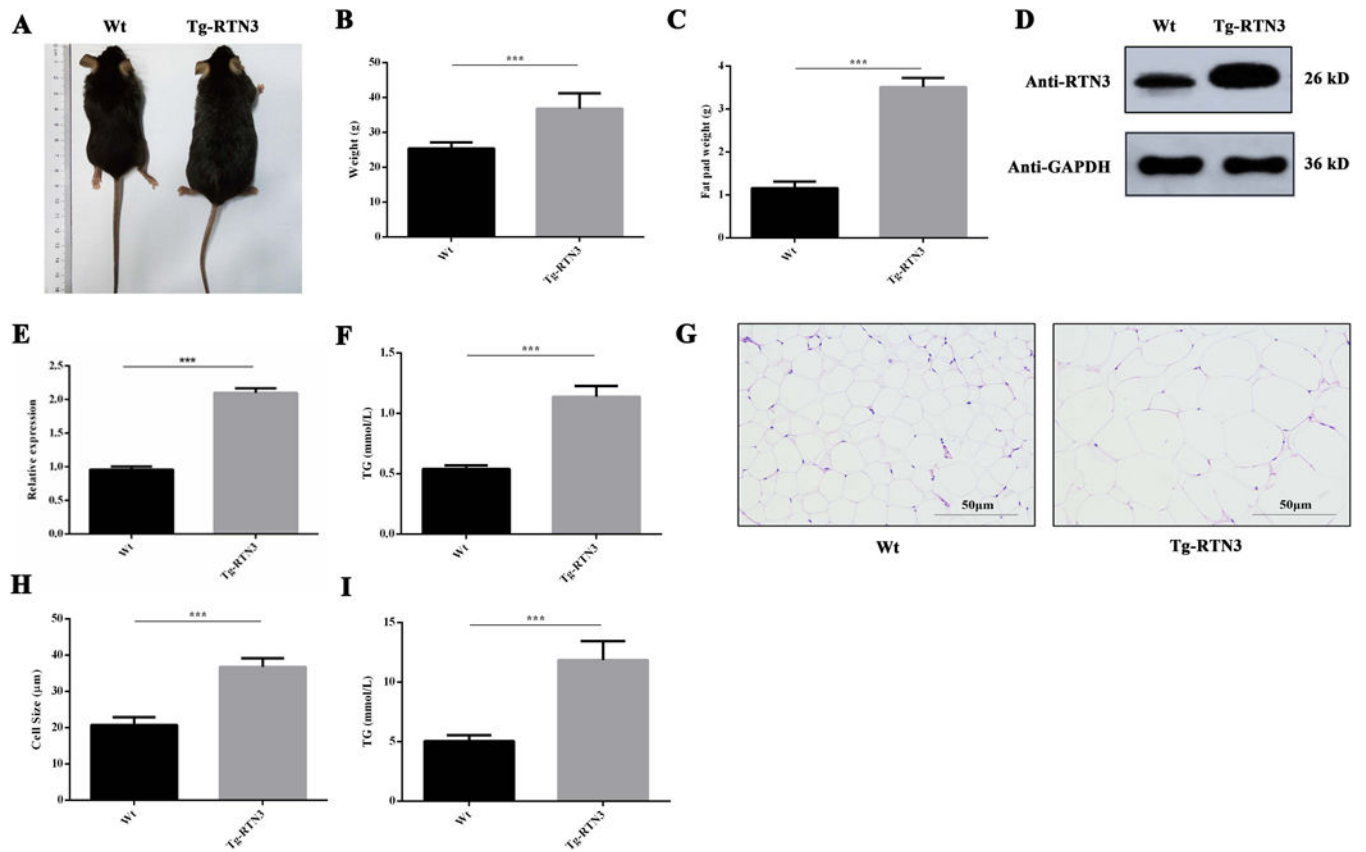 A
Wt Tg-RTN3
B
***
Weight (g)
50
40
30
20
10
0
Wt
Tg-RTN3
C
***
Fat pad weight (g)
4
3
2
1
0
Wt
Tg-RTN3
D
Wt Tg-RTN3
Anti-RTN3 26 kD
Anti-GAPDH 36 kD
E
***
Relative expression
2.5
2.0
1.5
1.0
0.5
0.0
Wt
Tg-RTN3
F
***
TG (mmol/L)
1.5
1.0
0.5
0.0
Wt
Tg-RTN3
G
50μm
50μm
Wt
Tg-RTN3
H
***
Cell Size (μm)
50
40
30
20
10
0
Wt
Tg-RTN3
I
***
TG (mmol/L)
15
10
5
0
Wt
Tg-RTN3